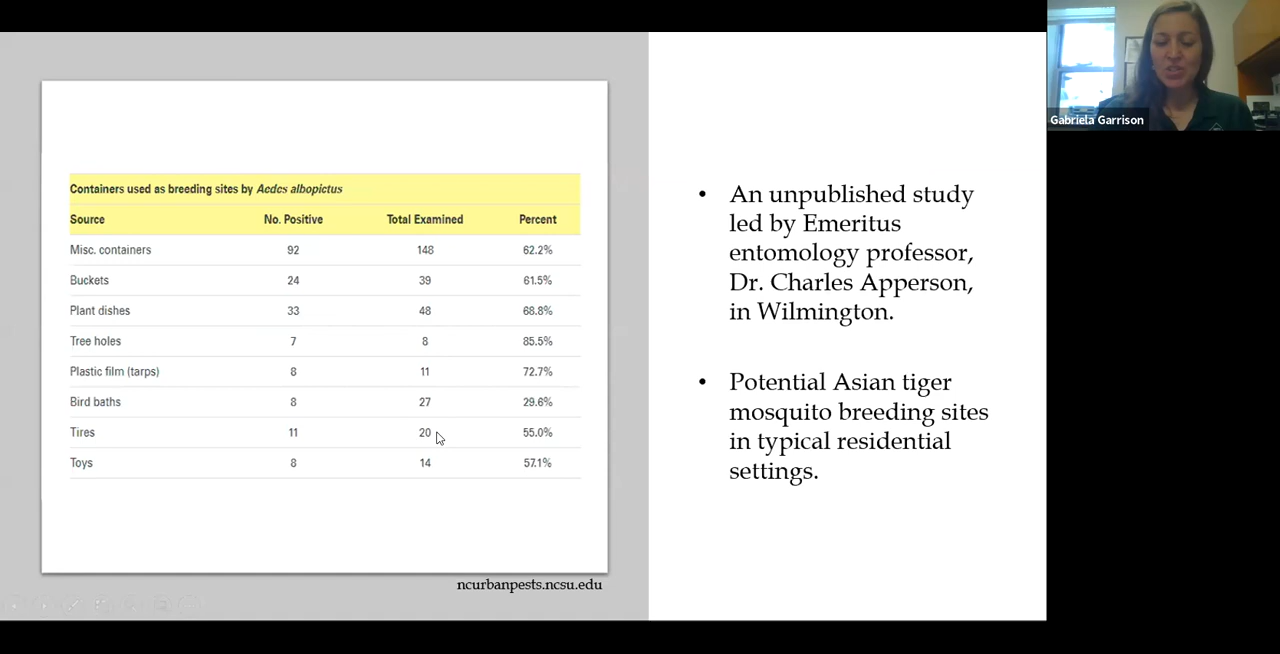 Containers used as breeding sites by Aedes albopictus
Source No. Positive Total Examined Percent
Misc. containers 92 148 62.2%
Buckets 24 39 61.5%
Plant dishes 33 48 68.8%
Tree holes 7 8 85.5%
Plastic film (tarps) 8 11 72.7%
Bird baths 8 27 29.6%
Tires 11 20 55.0%
Toys 8 14 57.1%
ncurbanpests.ncsu.edu
• An unpublished study
led by Emeritus
entomology professor,
Dr. Charles Apperson,
in Wilmington.
• Potential Asian tiger
mosquito breeding sites
in typical residential
settings.
Gabriela Garrison